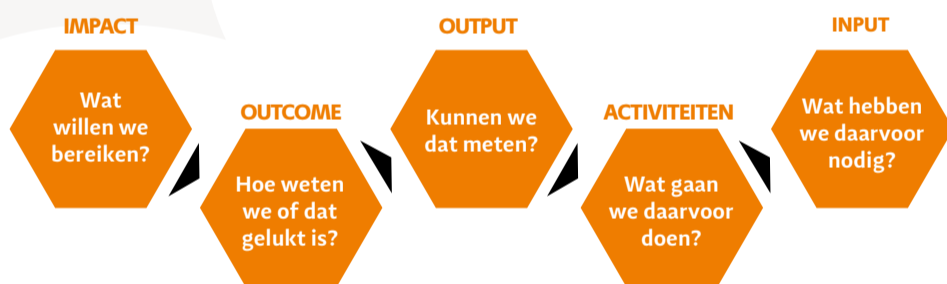 IMPACT
Wat
willen we
bereiken?
OUTCOME
Hoe weten
we of dat
gelukt is?
OUTPUT
Kunnen we
dat meten?
ACTIVITEITEN
Wat gaan
we daarvoor
doen?
INPUT
Wat hebben
we daarvoor
nodig?